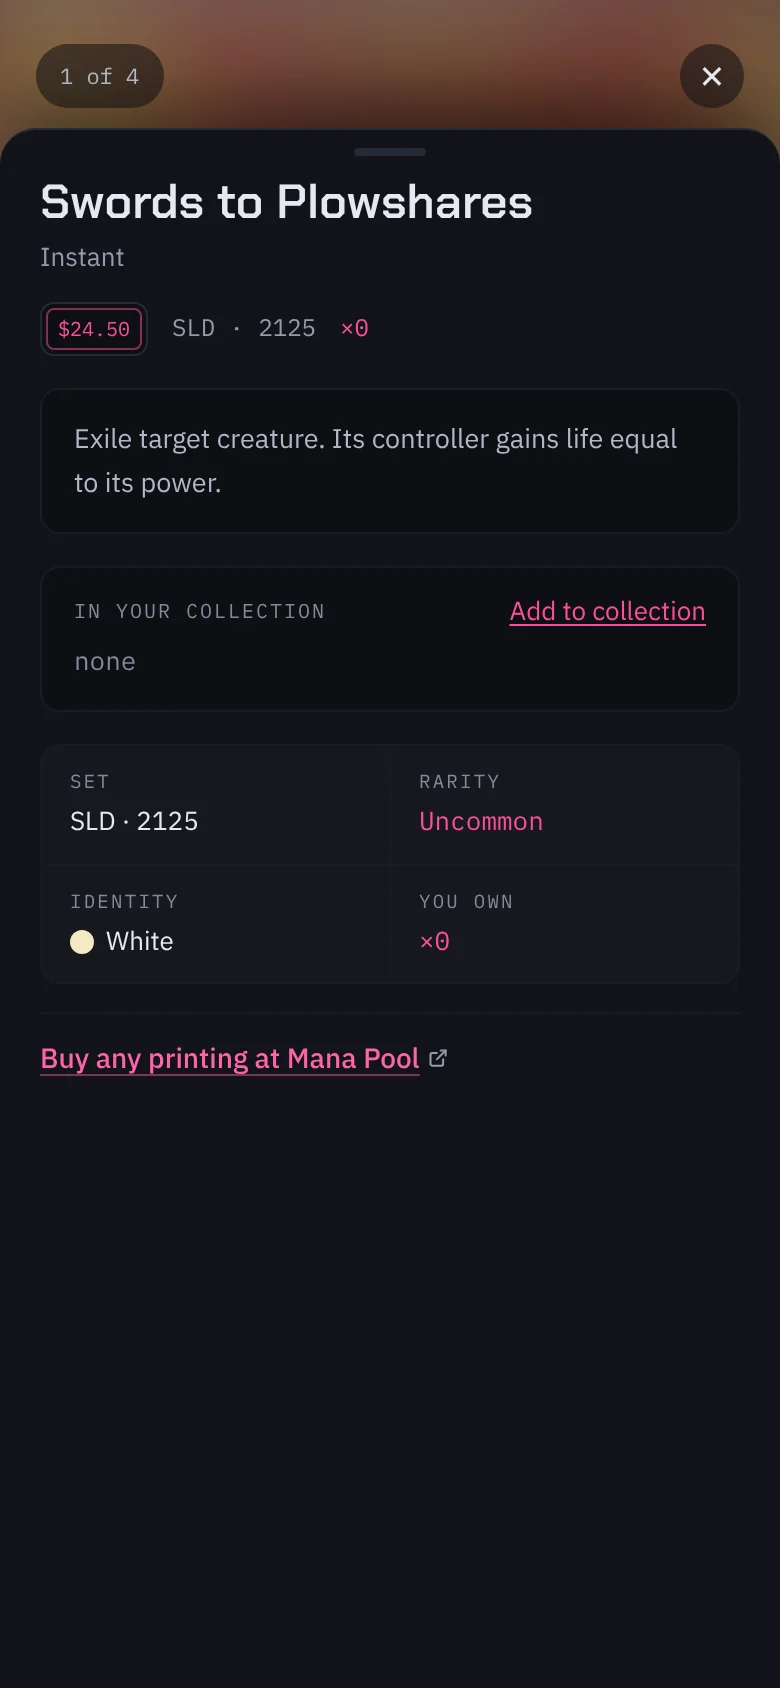 1 of 4
Swords to Plowshares
Instant
$24.50 SLD · 2125 ×0
Exile target creature. Its controller gains life equal
to its power.
IN YOUR COLLECTION Add to collection
none
SET RARITY
SLD · 2125 Uncommon
IDENTITY YOU OWN
White ×0
Buy any printing at Mana Pool